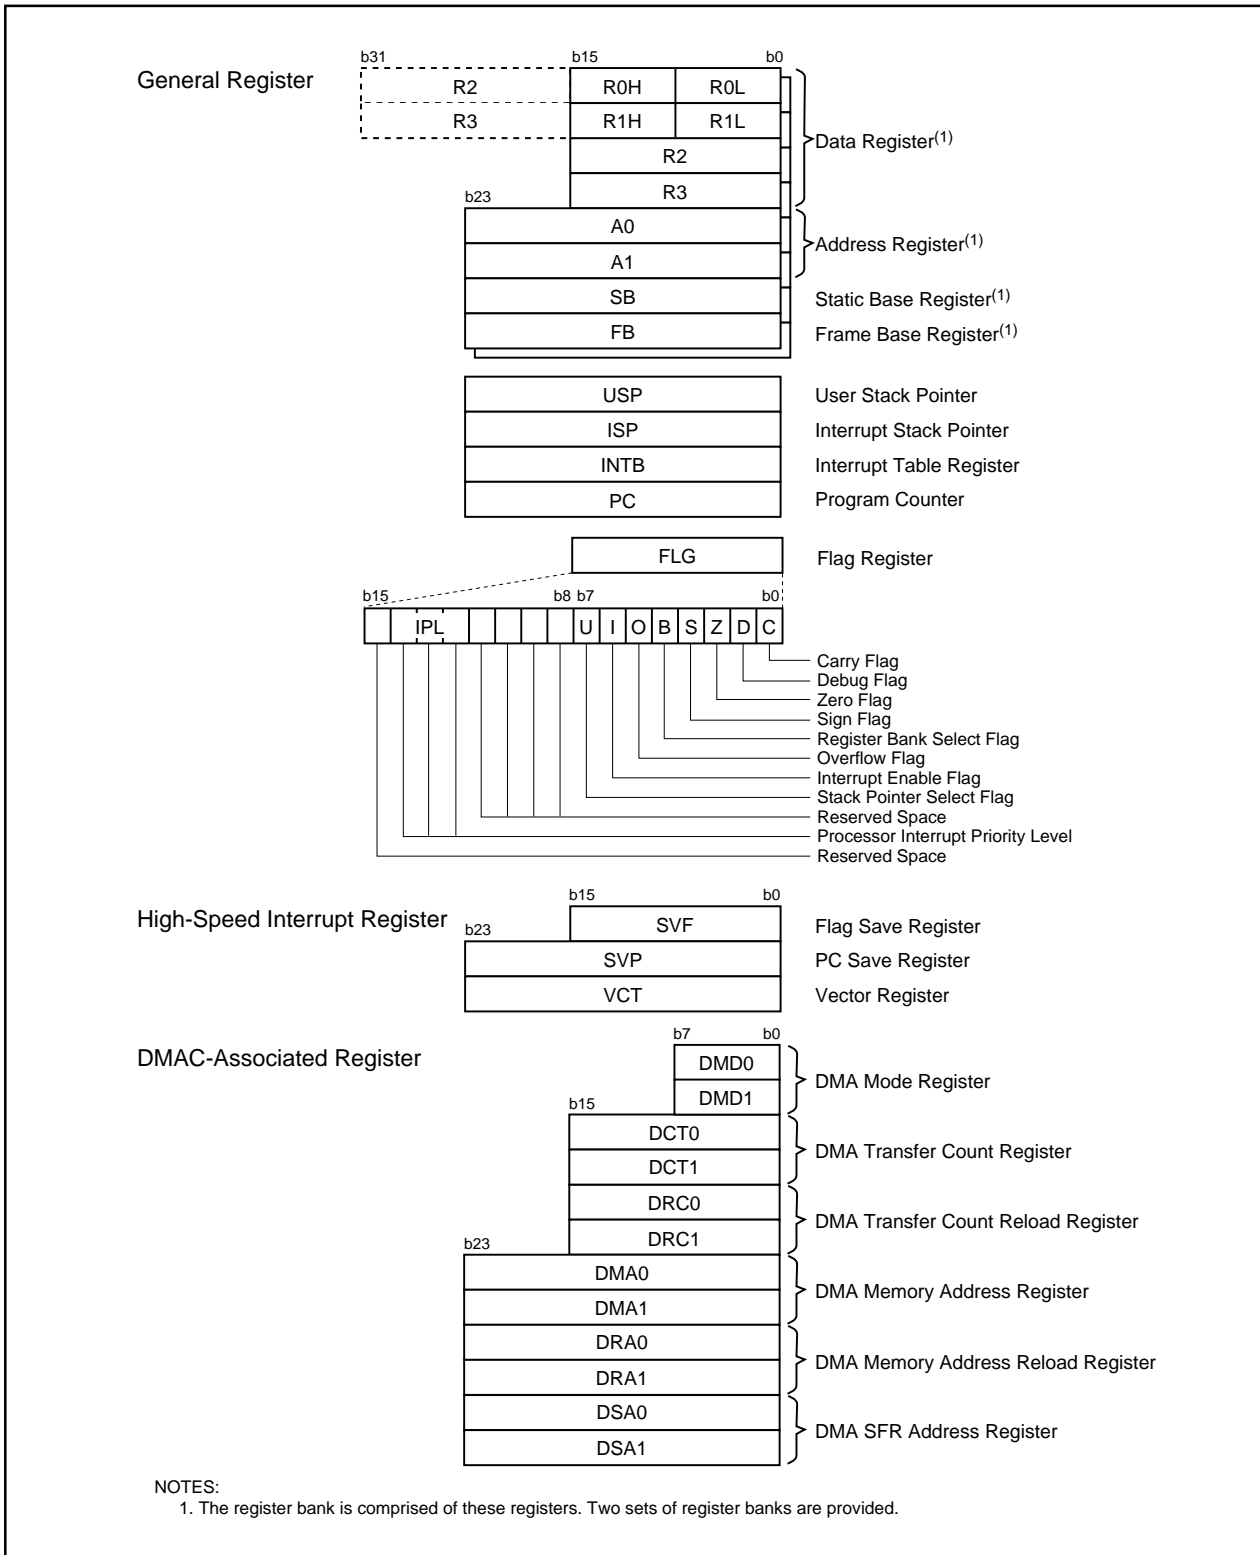 b31 b15 b0
General Register R2 R0H R0L
R3 R1H R1L
Data Register(1)
R2
R3
b23
A0
Address Register(1)
A1
SB Static Base Register(1)
FB Frame Base Register(1)
USP User Stack Pointer
ISP Interrupt Stack Pointer
INTB Interrupt Table Register
PC Program Counter
FLG Flag Register
b15 b8 b7 b0
IPL U I O B S Z D C
Carry Flag
Debug Flag
Zero Flag
Sign Flag
Register Bank Select Flag
Overflow Flag
Interrupt Enable Flag
Stack Pointer Select Flag
Reserved Space
Processor Interrupt Priority Level
Reserved Space
b15 b0
High-Speed Interrupt Register SVF Flag Save Register
b23
SVP PC Save Register
VCT Vector Register
b7 b0
DMAC-Associated Register DMD0
DMA Mode Register
DMD1
b15
DCT0
DMA Transfer Count Register
DCT1
DRC0
DMA Transfer Count Reload Register
DRC1
b23
DMA0
DMA Memory Address Register
DMA1
DRA0
DMA Memory Address Reload Register
DRA1
DSA0
DMA SFR Address Register
DSA1
NOTES:
1. The register bank is comprised of these registers. Two sets of register banks are provided.